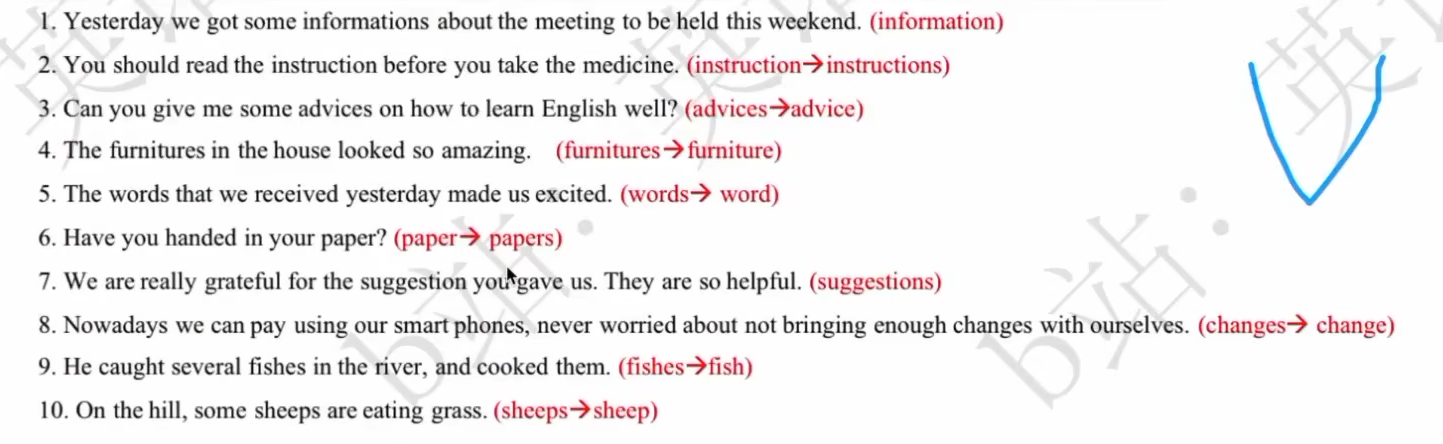 1. Yesterday we got some informations about the meeting to be held this weekend. (information)
2. You should read the instruction before you take the medicine. (instruction→instructions)
3. Can you give me some advices on how to learn English well? (advices→advice)
4. The furnitures in the house looked so amazing. (furnitures→furniture)
5. The words that we received yesterday made us excited. (words→ word)
6. Have you handed in your paper? (paper→ papers)
7. We are really grateful for the suggestion you gave us. They are so helpful. (suggestions)
8. Nowadays we can pay using our smart phones, never worried about not bringing enough changes with ourselves. (changes→ change)
9. He caught several fishes in the river, and cooked them. (fishes→fish)
10. On the hill, some sheeps are eating grass. (sheeps→sheep)
b站:
b站:
英
英
英